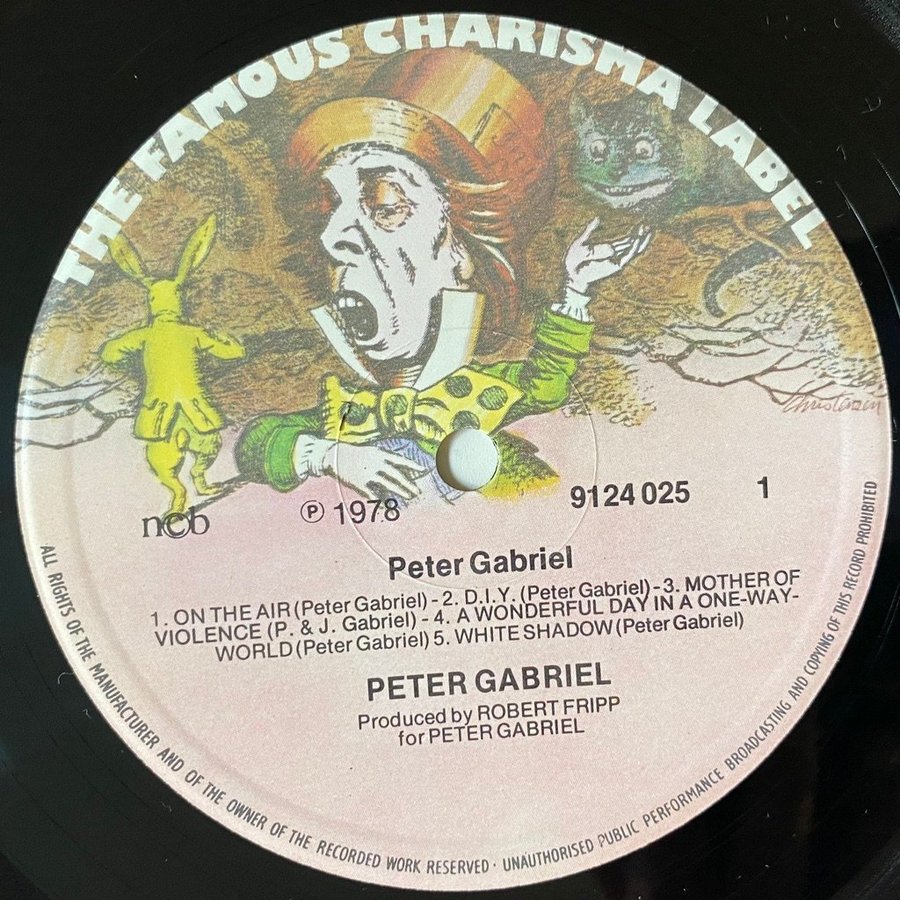 THE FAMOUS CHARISMA LABEL
Christensen
ncb
Ⓟ 1978
9124 025
1
Peter Gabriel
1. ON THE AIR (Peter Gabriel) - 2. D.I.Y. (Peter Gabriel) - 3. MOTHER OF
VIOLENCE (P. & J. Gabriel) - 4. A WONDERFUL DAY IN A ONE-WAY-
WORLD (Peter Gabriel) 5. WHITE SHADOW (Peter Gabriel)
PETER GABRIEL
Produced by ROBERT FRIPP
for PETER GABRIEL
ALL RIGHTS OF THE MANUFACTURER AND OF THE OWNER OF THE RECORDED WORK RESERVED · UNAUTHORISED PUBLIC PERFORMANCE BROADCASTING AND COPYING OF THIS RECORD PROHIBITED